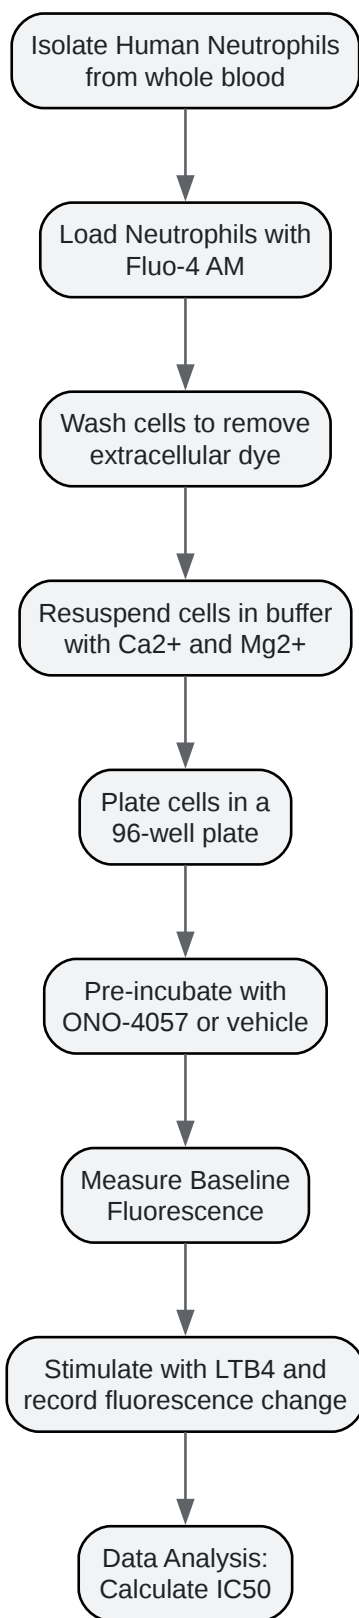 Isolate Human Neutrophils
from whole blood
Load Neutrophils with
Fluo-4 AM
Wash cells to remove
extracellular dye
Resuspend cells in buffer
with Ca2+ and Mg2+
Plate cells in a
96-well plate
Pre-incubate with
ONO-4057 or vehicle
Measure Baseline
Fluorescence
Stimulate with LTB4 and
record fluorescence change
Data Analysis:
Calculate IC50